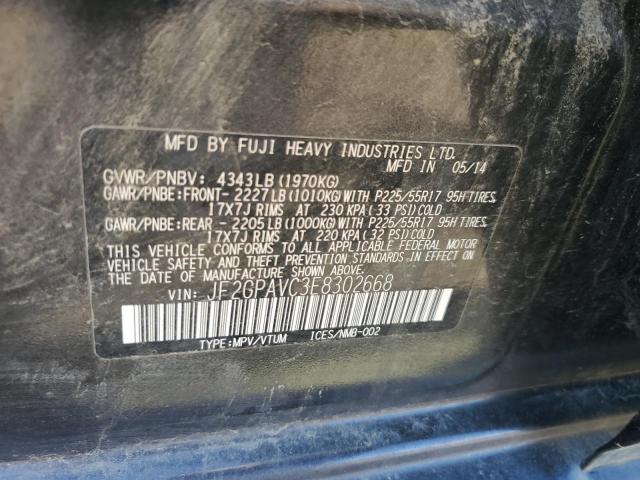 MFD BY FUJI HEAVY INDUSTRIES LTD.
MFD IN 05/14
GVWR/PNBV: 4343LB (1970KG)
GAWR/PNBE:FRONT- 2227LB (1010KG)WITH P225/55R17 95H TIRES,
17X7J RIMS AT 230 KPA (33 PSI)COLD
GAWR/PNBE:REAR - 2205LB (1000KG)WITH P225/55R17 95H TIRES,
17X7J RIMS AT 220 KPA (32 PSI)COLD
THIS VEHICLE CONFORMS TO ALL APPLICABLE FEDERAL MOTOR
VEHICLE SAFETY AND THEFT PREVENTION STANDARDS IN EFFECT ON
THE DATE OF MANUFACTURE SHOWN ABOVE.
VIN: JF2GPAVC3F8302668
TYPE:MPV/VTUM ICES/NMB-002